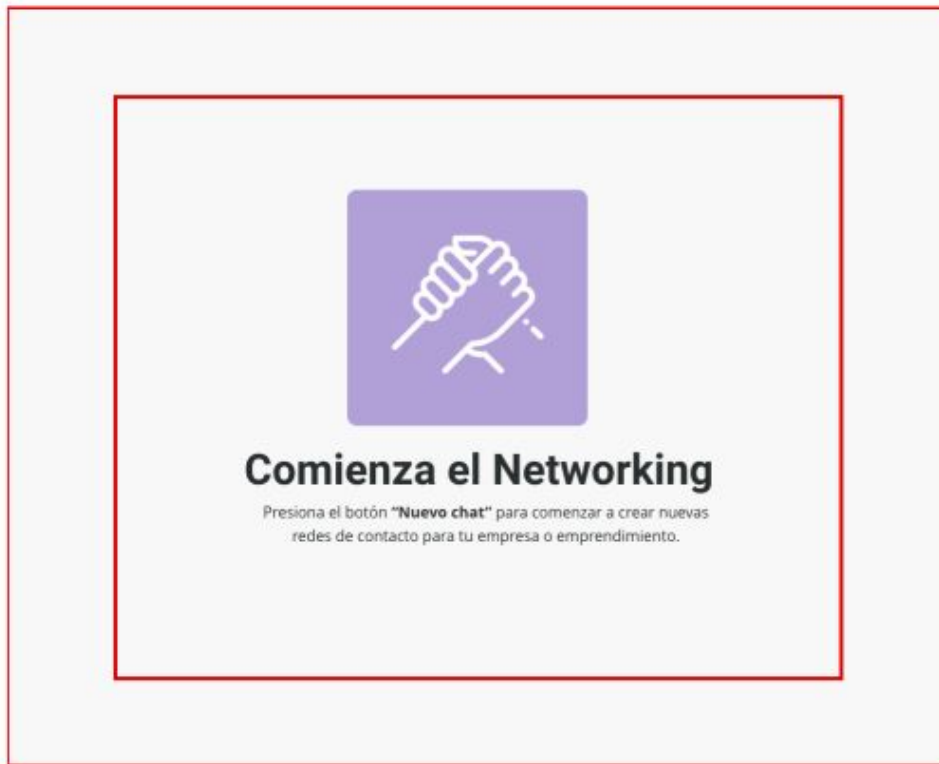 Comienza el Networking
Presiona el botón “Nuevo chat” para comenzar a crear nuevas
redes de contacto para tu empresa o emprendimiento.